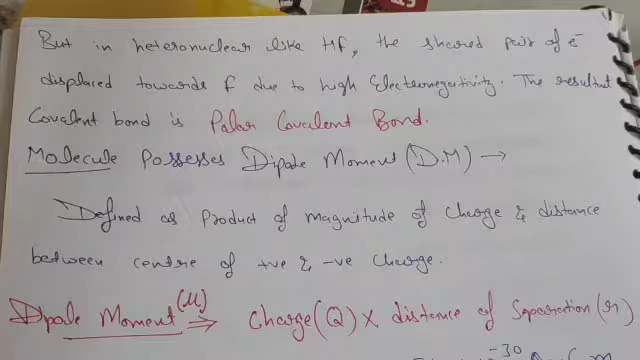 But in heteronuclear like HF, the shared pair of e⁻
displaced towards F due to high Electronegativity. The resultant
Covalent bond is Polar Covalent Bond.
Molecule Possesses Dipole Moment (D.M) →
Defined as Product of Magnitude of Charge & distance
between centre of +ve & -ve Charge.
Dipole Moment (μ) ⇒ Charge (Q) × distance of Separation (r)
-30